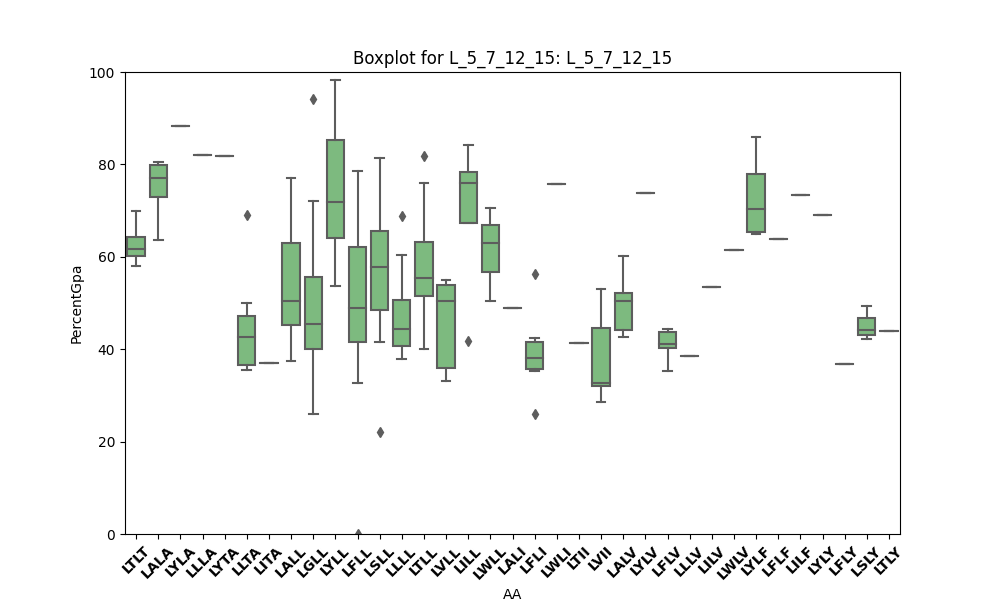 Boxplot for L_5_7_12_15: L_5_7_12_15
100
80
60
40
20
0
PercentGpa
LTLT LALA LYLA LLLA LYTA LLTA LITA LALL LGLL LYLL LFLL LSLL LLLL LTLL LVLL LILL LWLL LALI LFLI LWLI LTII LVII LALV LYLV LFLV LLLV LILV LWLV LYLF LFLF LILF LYLY LFLY LSLY LTLY
AA